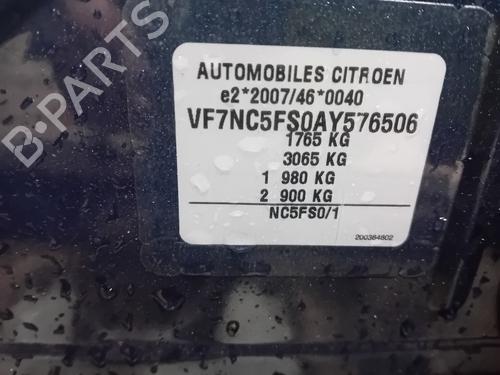 B-PARTS
AUTOMOBILES CITROEN
e2*2007/46*0040
VF7NC5FS0AY576506
1765 KG
3065 KG
1 980 KG
2 900 KG
NC5FS0/1
200384802